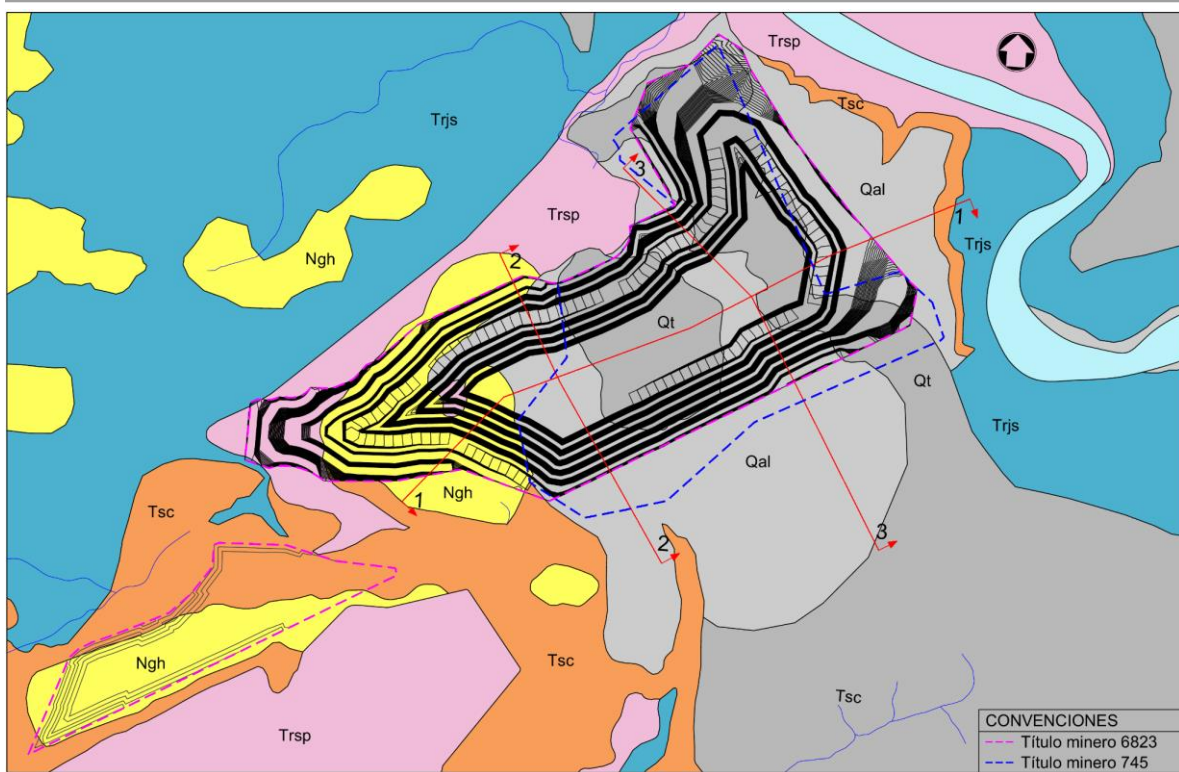 Trsp
Tsc
Trjs
Qal
3
1
Trsp
Trjs
Ngh
2
Qt
Qt
Trjs
Qal
Ngh
1
Tsc
3
2
Ngh
Tsc
Tsc
Trsp
CONVENCIONES
Título minero 6823
Título minero 745